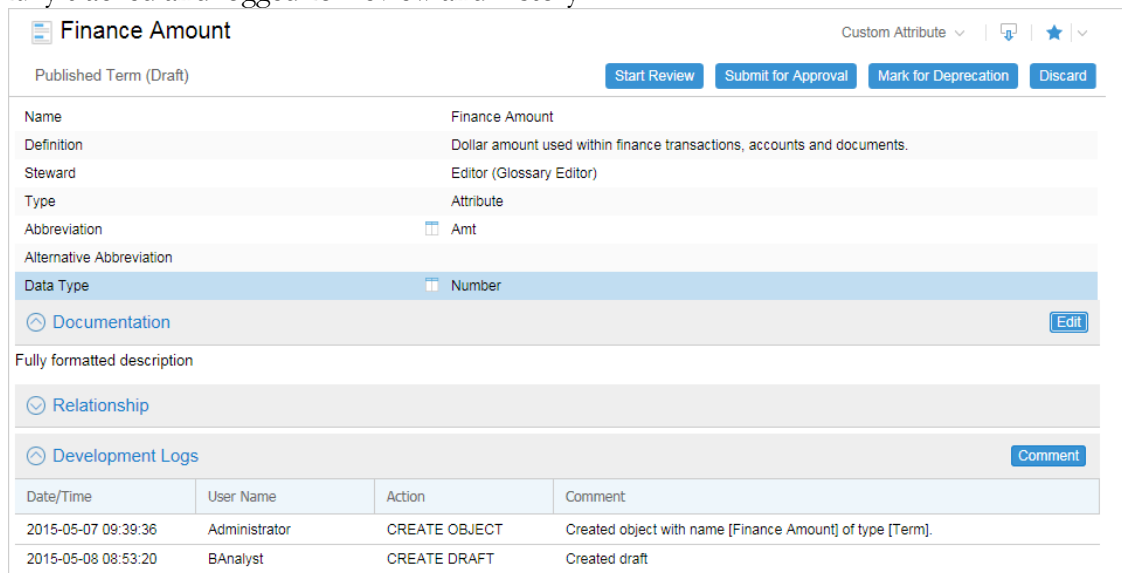 Finance Amount Custom Attribute
Published Term (Draft) Start Review Submit for Approval Mark for Deprecation Discard
Name Finance Amount
Definition Dollar amount used within finance transactions, accounts and documents.
Steward Editor (Glossary Editor)
Type Attribute
Abbreviation Amt
Alternative Abbreviation
Data Type Number
Documentation Edit
Fully formatted description
Relationship
Development Logs Comment
Date/Time User Name Action Comment
2015-05-07 09:39:36 Administrator CREATE OBJECT Created object with name [Finance Amount] of type [Term].
2015-05-08 08:53:20 BAnalyst CREATE DRAFT Created draft